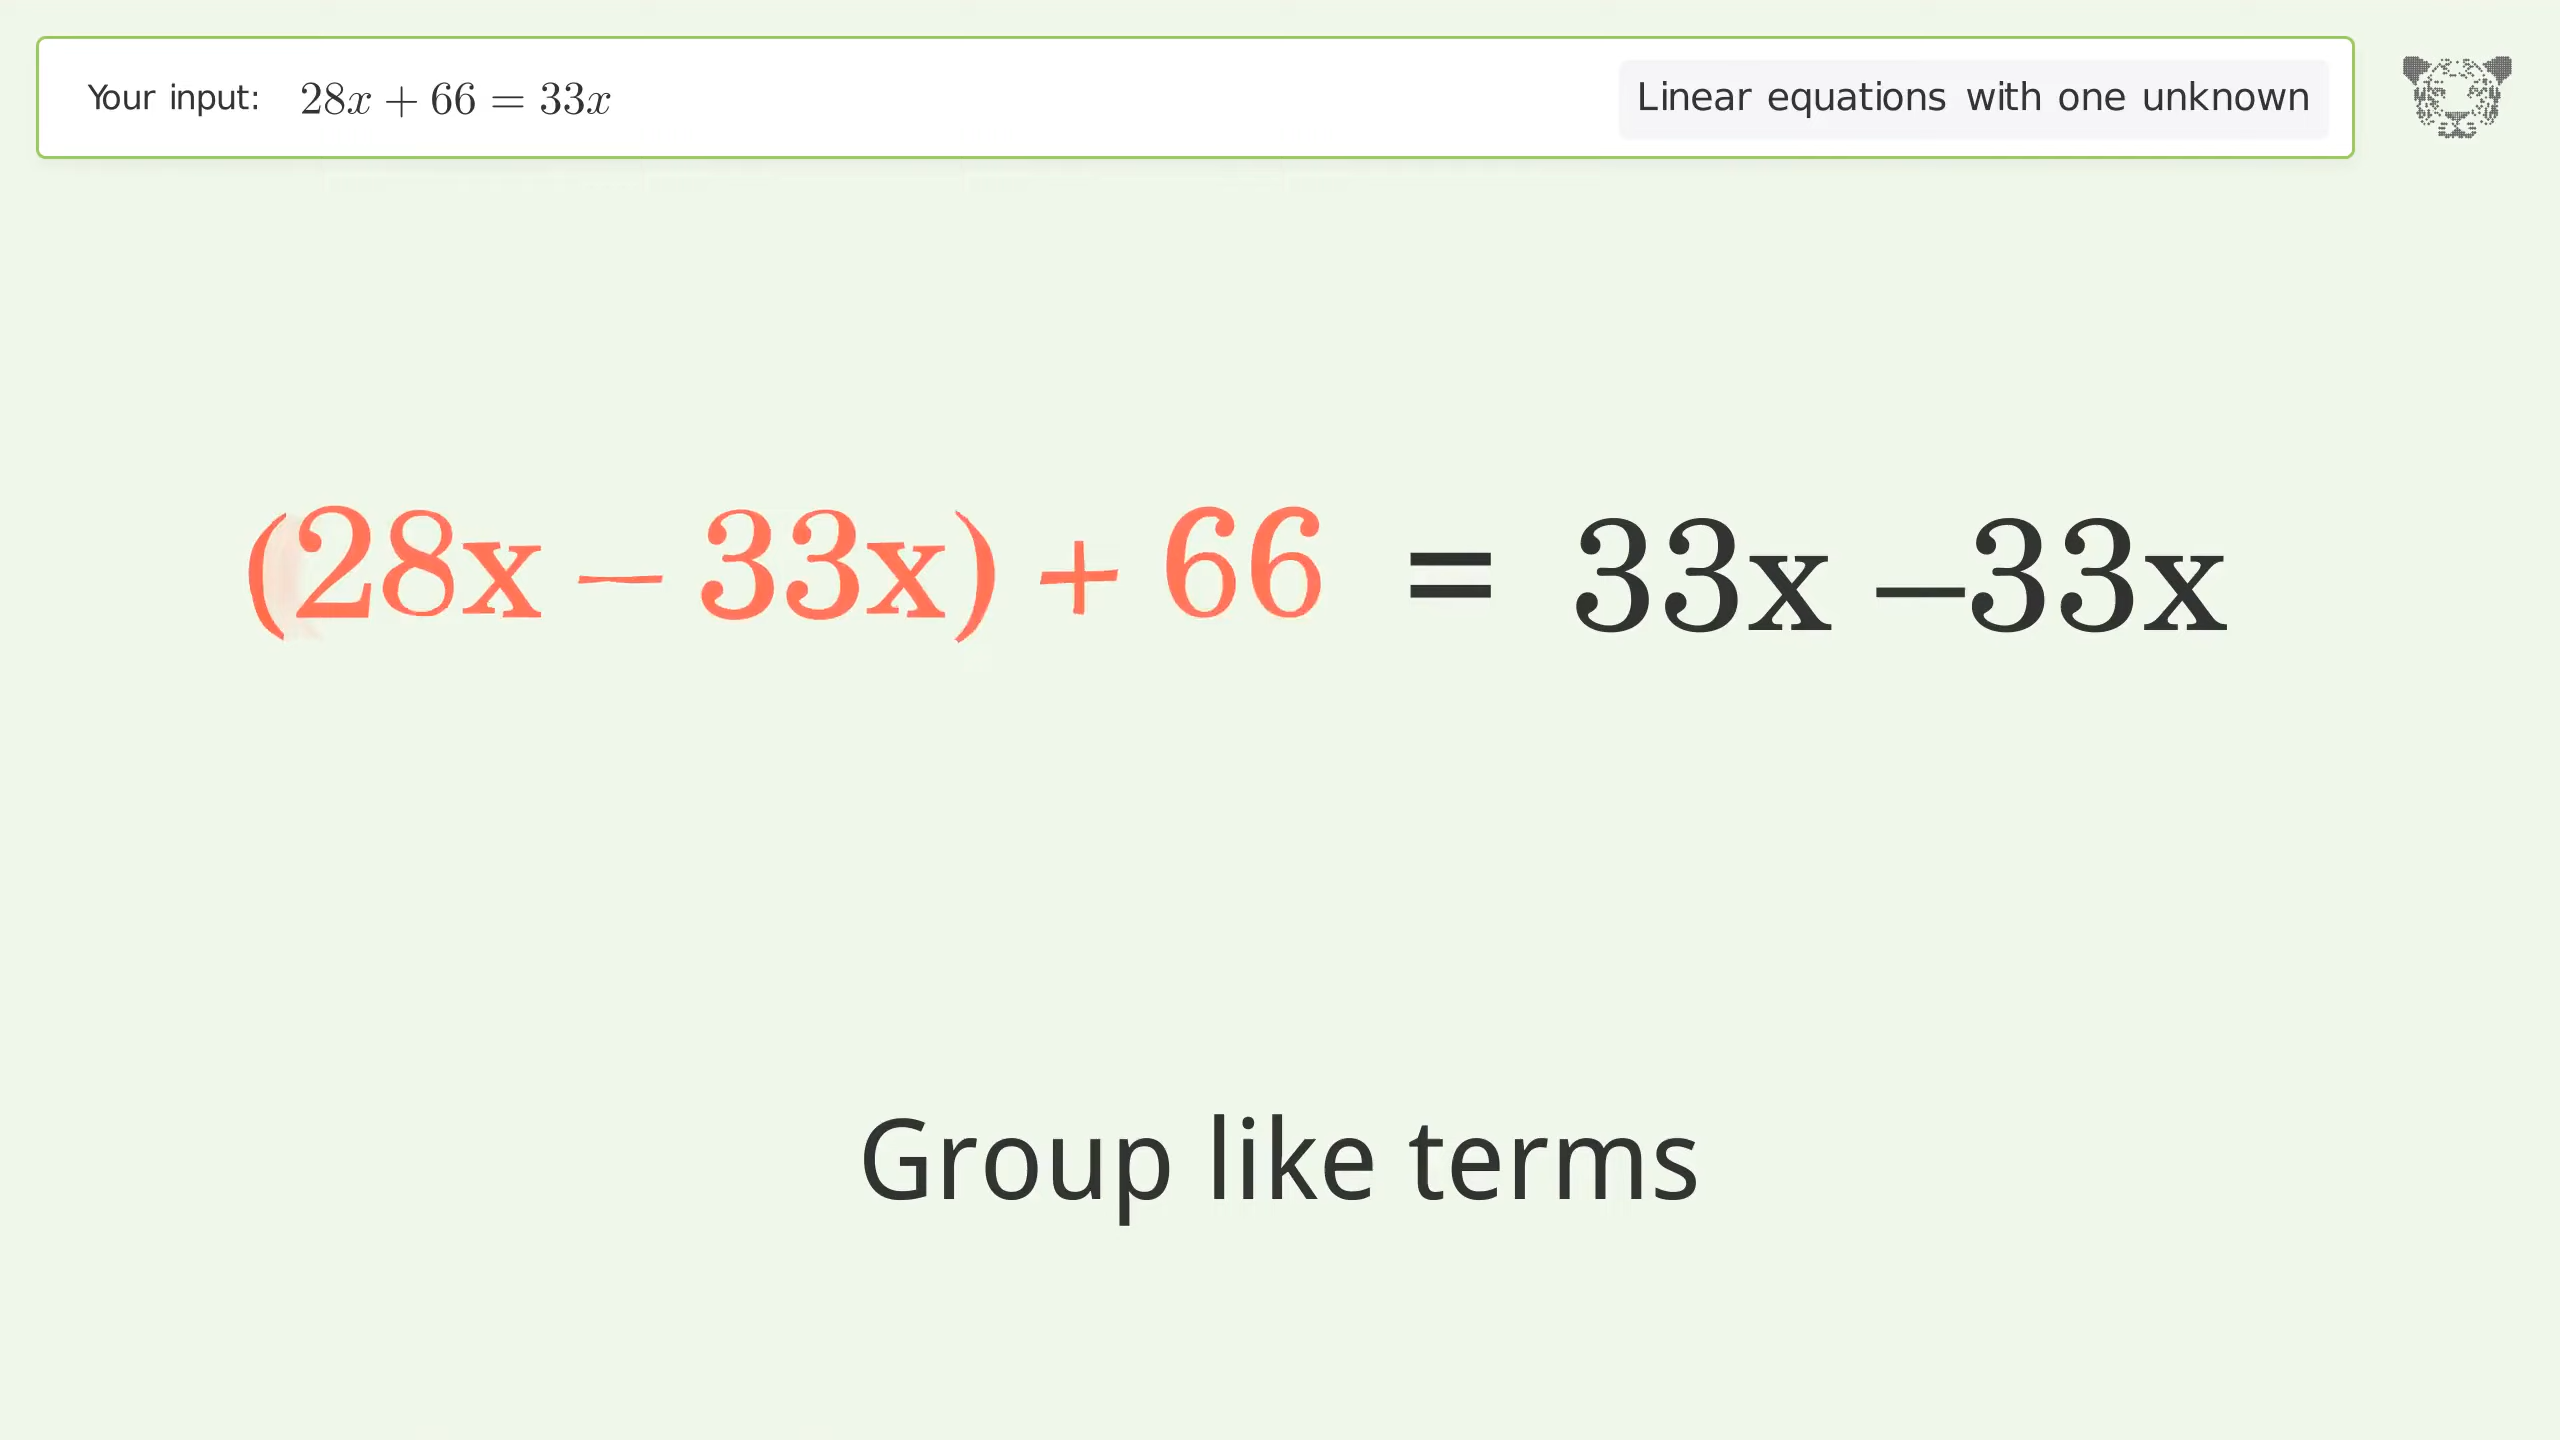 Your input: 28x + 66 = 33x
Linear equations with one unknown
(28x – 33x) + 66 = 33x –33x
Group like terms